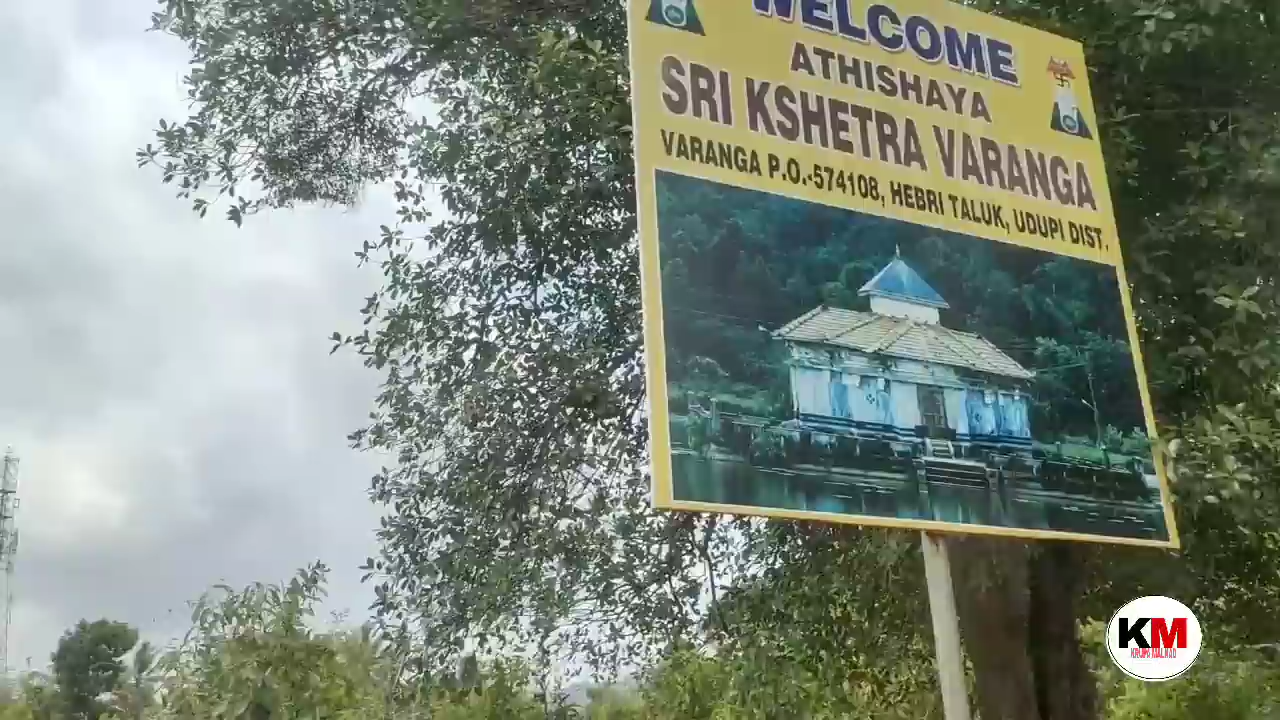 WELCOME
ATHISHAYA
SRI KSHETRA VARANGA
VARANGA P.O.-574108, HEBRI TALUK, UDUPI DIST.
KM